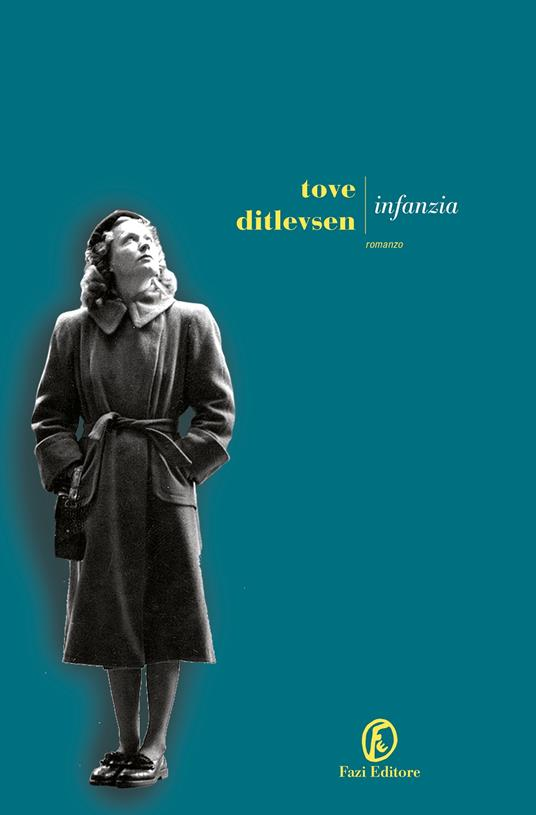 tove
ditlevsen
infanzia
romanzo
Fazi Editore